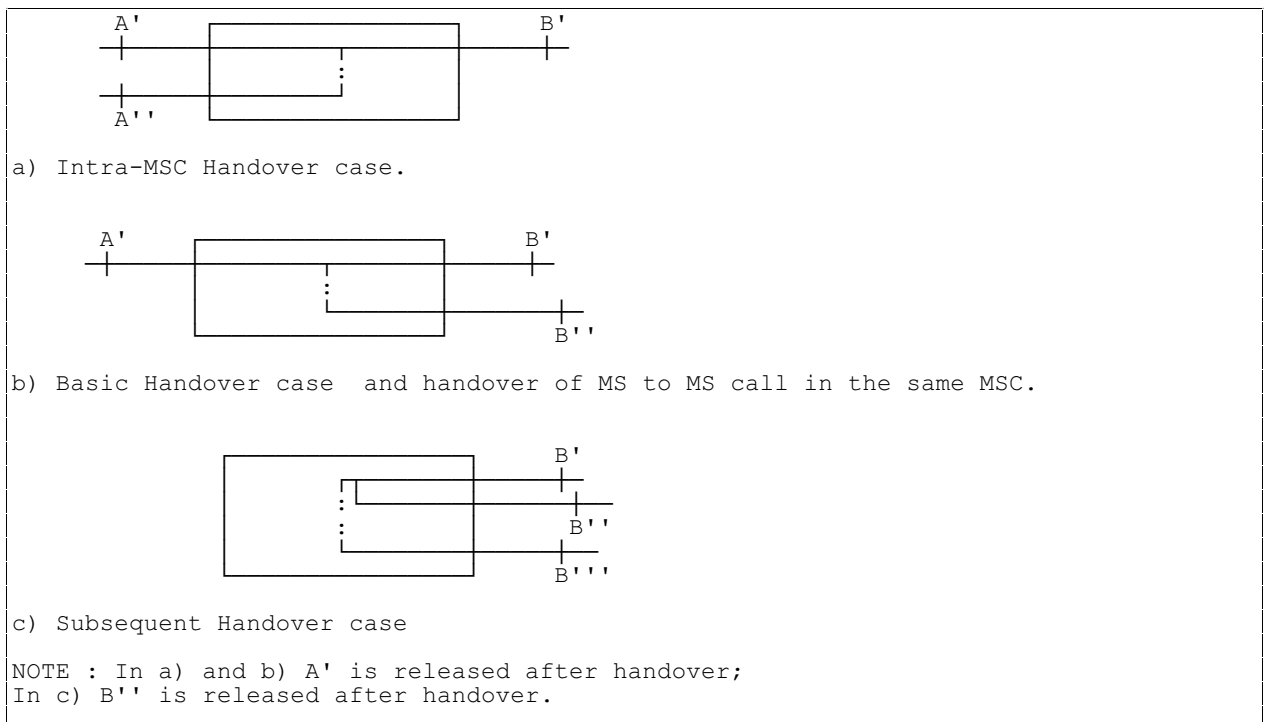 A' B'
A''
a) Intra-MSC Handover case.
A' B'
B''
b) Basic Handover case  and handover of MS to MS call in the same MSC.
B'
B''
B'''
c) Subsequent Handover case
NOTE : In a) and b) A' is released after handover;
In c) B'' is released after handover.